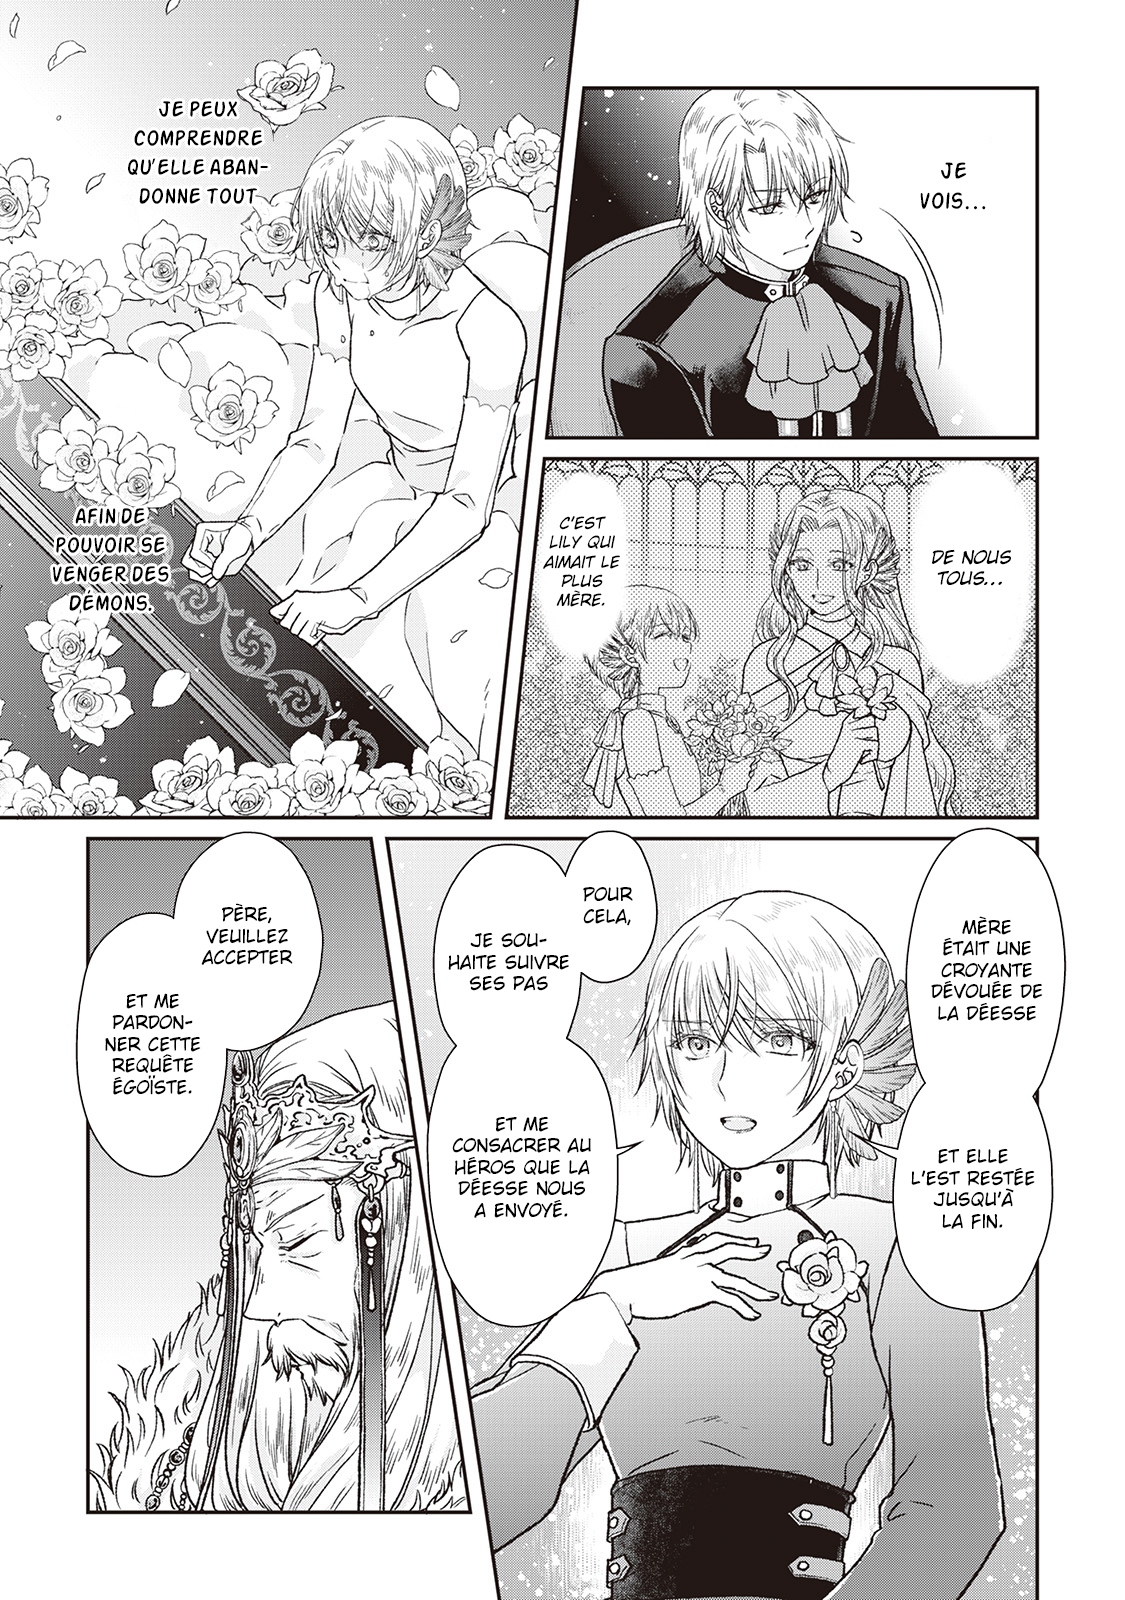 JE
VOIS...
DE NOUS
TOUS...
C'EST
LILY QUI
AIMAIT LE
PLUS
MÈRE.
JE PEUX
COMPRENDRE
QU'ELLE ABAN-
DONNE TOUT
AFIN DE
POUVOIR SE
VENGER DES
DÉMONS.
MÈRE
ÉTAIT UNE
CROYANTE
DÉVOUÉE DE
LA DÉESSE
ET ELLE
L'EST RESTÉE
JUSQU'À
LA FIN.
POUR
CELA,
JE SOU-
HAITE SUIVRE
SES PAS
ET ME
CONSACRER AU
HÉROS QUE LA
DÉESSE NOUS
A ENVOYÉ.
PÈRE,
VEUILLEZ
ACCEPTER
ET ME
PARDON-
NER CETTE
REQUÊTE
ÉGOÏSTE.